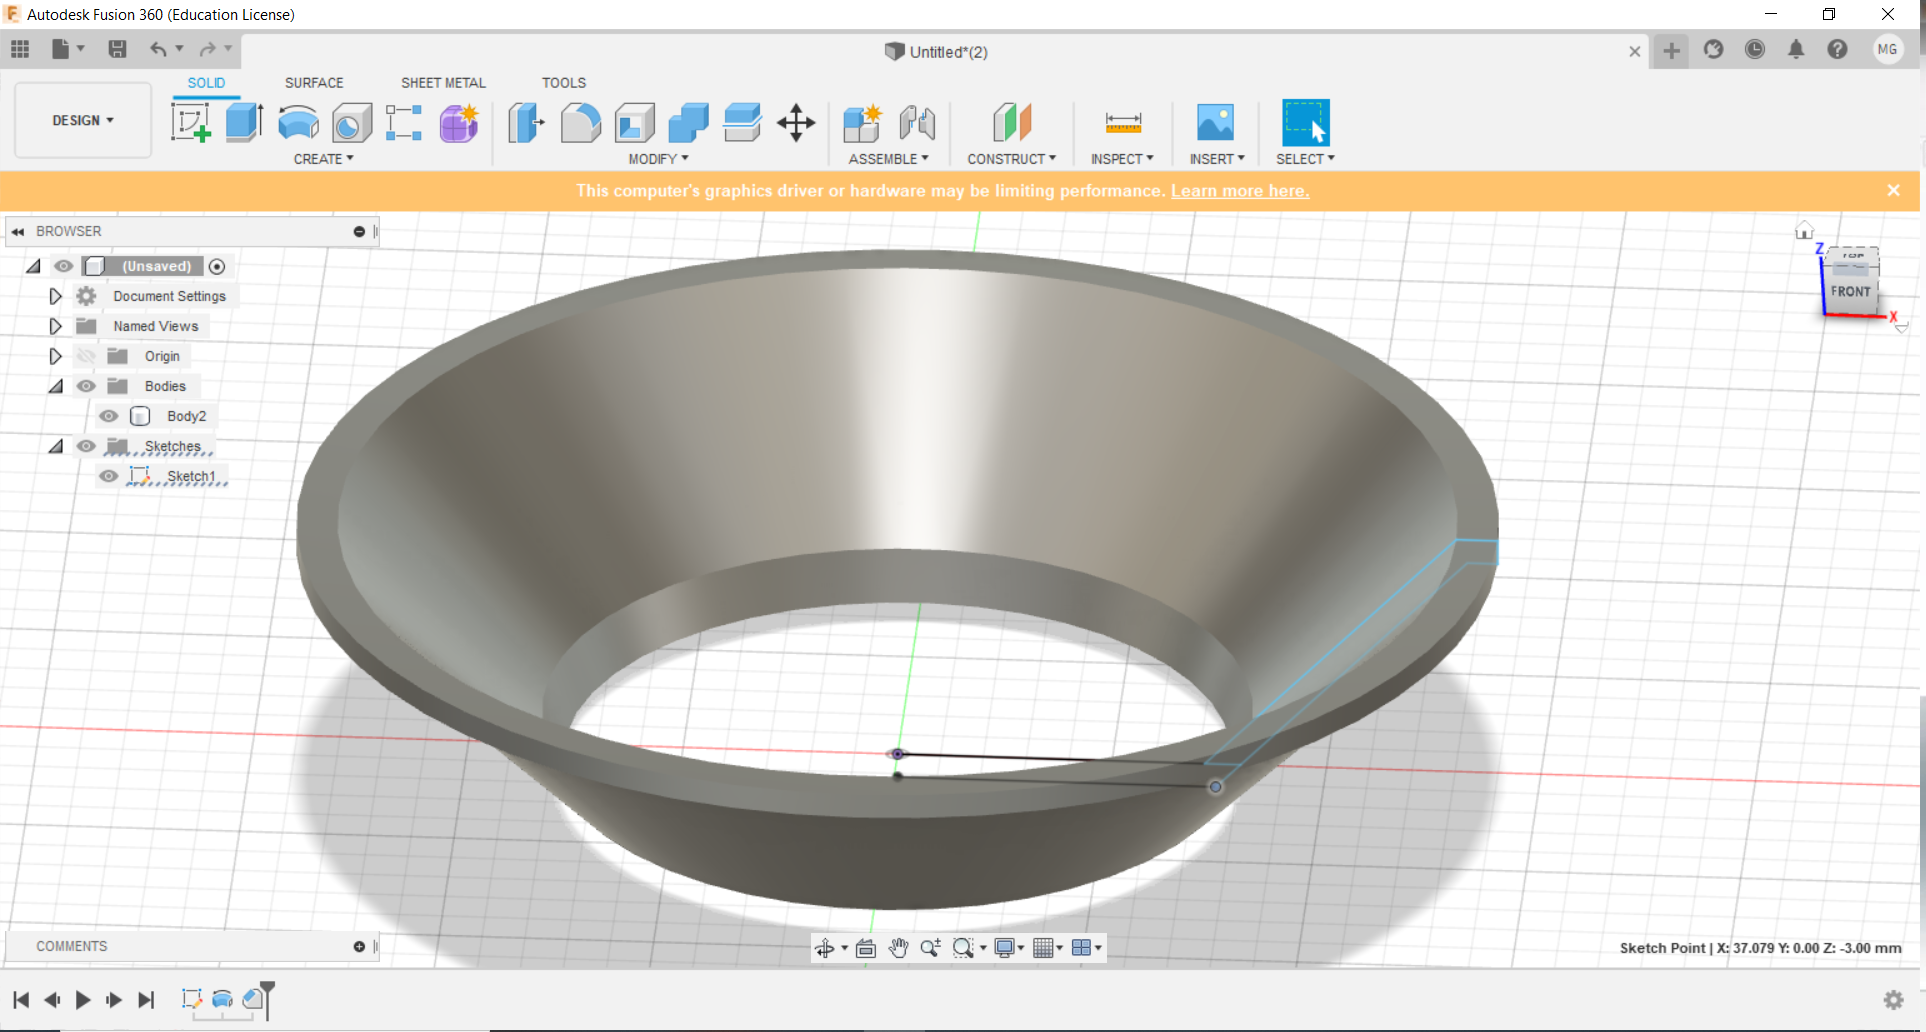 Autodesk Fusion 360 (Education License)
Untitled*(2)
MG
SOLID SURFACE SHEET METAL TOOLS
DESIGN
CREATE MODIFY ASSEMBLE CONSTRUCT INSPECT INSERT SELECT
This computer's graphics driver or hardware may be limiting performance. Learn more here.
BROWSER
(Unsaved)
Document Settings
Named Views
Origin
Bodies
Body2
Sketches
Sketch1
Z
TOP
FRONT
X
COMMENTS
Sketch Point | X: 37.079 Y: 0.00 Z: -3.00 mm